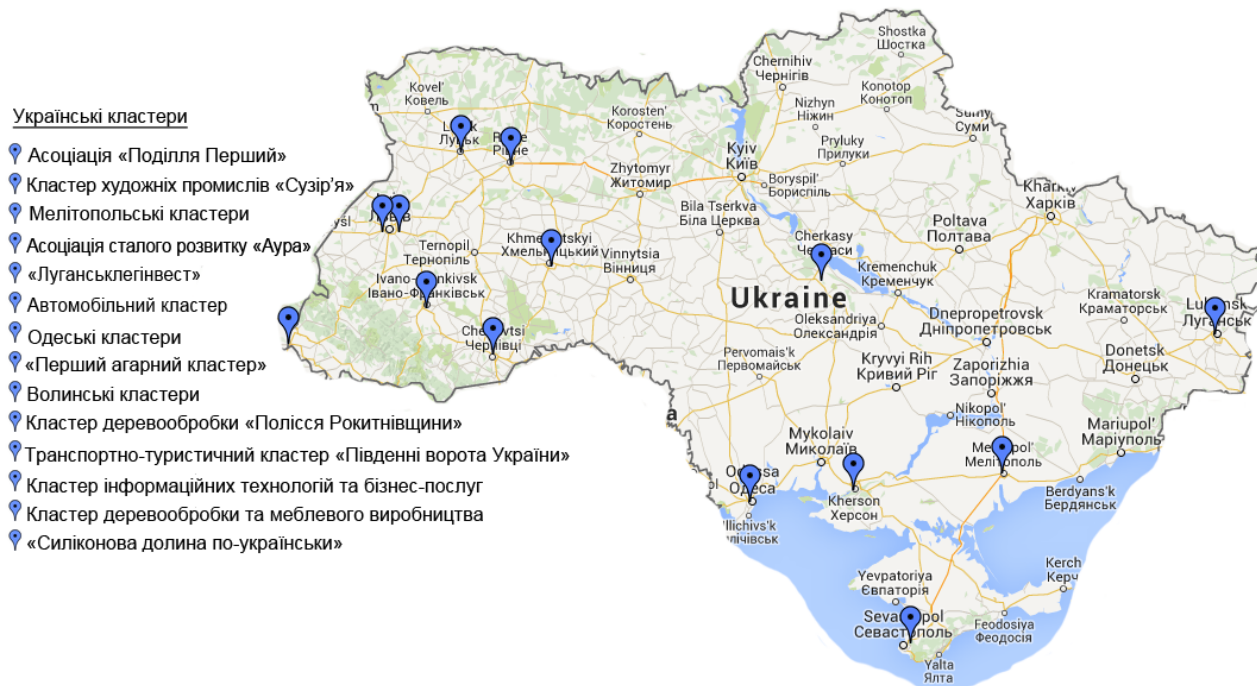 Українські кластери
Асоціація «Поділля Перший»
Кластер художніх промислів «Сузір’я»
Мелітопольські кластери
Асоціація сталого розвитку «Аура»
«Луганськлегінвест»
Автомобільний кластер
Одеські кластери
«Перший агарний кластер»
Волинські кластери
Кластер деревообробки «Полісся Рокитнівщини»
Транспортно-туристичний кластер «Південні ворота України»
Кластер інформаційних технологій та бізнес-послуг
Кластер деревообробки та меблевого виробництва
«Силіконова долина по-українськи»
Shostka
Шостка
Chernihiv
Чернігів
Kovel'
Ковель
Konotop
Конотоп
Nizhyn
Ніжин
Korosten'
Коростень
Суми
Луцьк
Рівне
Pryluky
Прилуки
Kyiv
Київ
Zhytomyr
Житомир
Boryspil'
Бориспіль
Kharkiv
Харків
Bila Tserkva
Біла Церква
Poltava
Полтава
Ternopil
Тернопіль
Vinnytsia
Вінниця
Cherkasy
Kremenchuk
Кременчук
Івано-Франківськ
Ukraine
Kramatorsk
Краматорськ
Луганськ
Oleksandriya
Олександрія
Dnepropetrovsk
Дніпропетровськ
Pervomais'k
Первомайськ
Kryvyi Rih
Кривий Ріг
Zaporizhia
Запоріжжя
Donetsk
Донецьк
Nikopol'
Нікополь
Mariupol'
Маріуполь
Mykolaiv
Миколаїв
Мелітополь
Одеса
Kherson
Херсон
Berdyans'k
Бердянськ
Yevpatoriya
Євпаторія
Kerch
Севастополь
Feodosiya
Феодосія
Yalta
Ялта